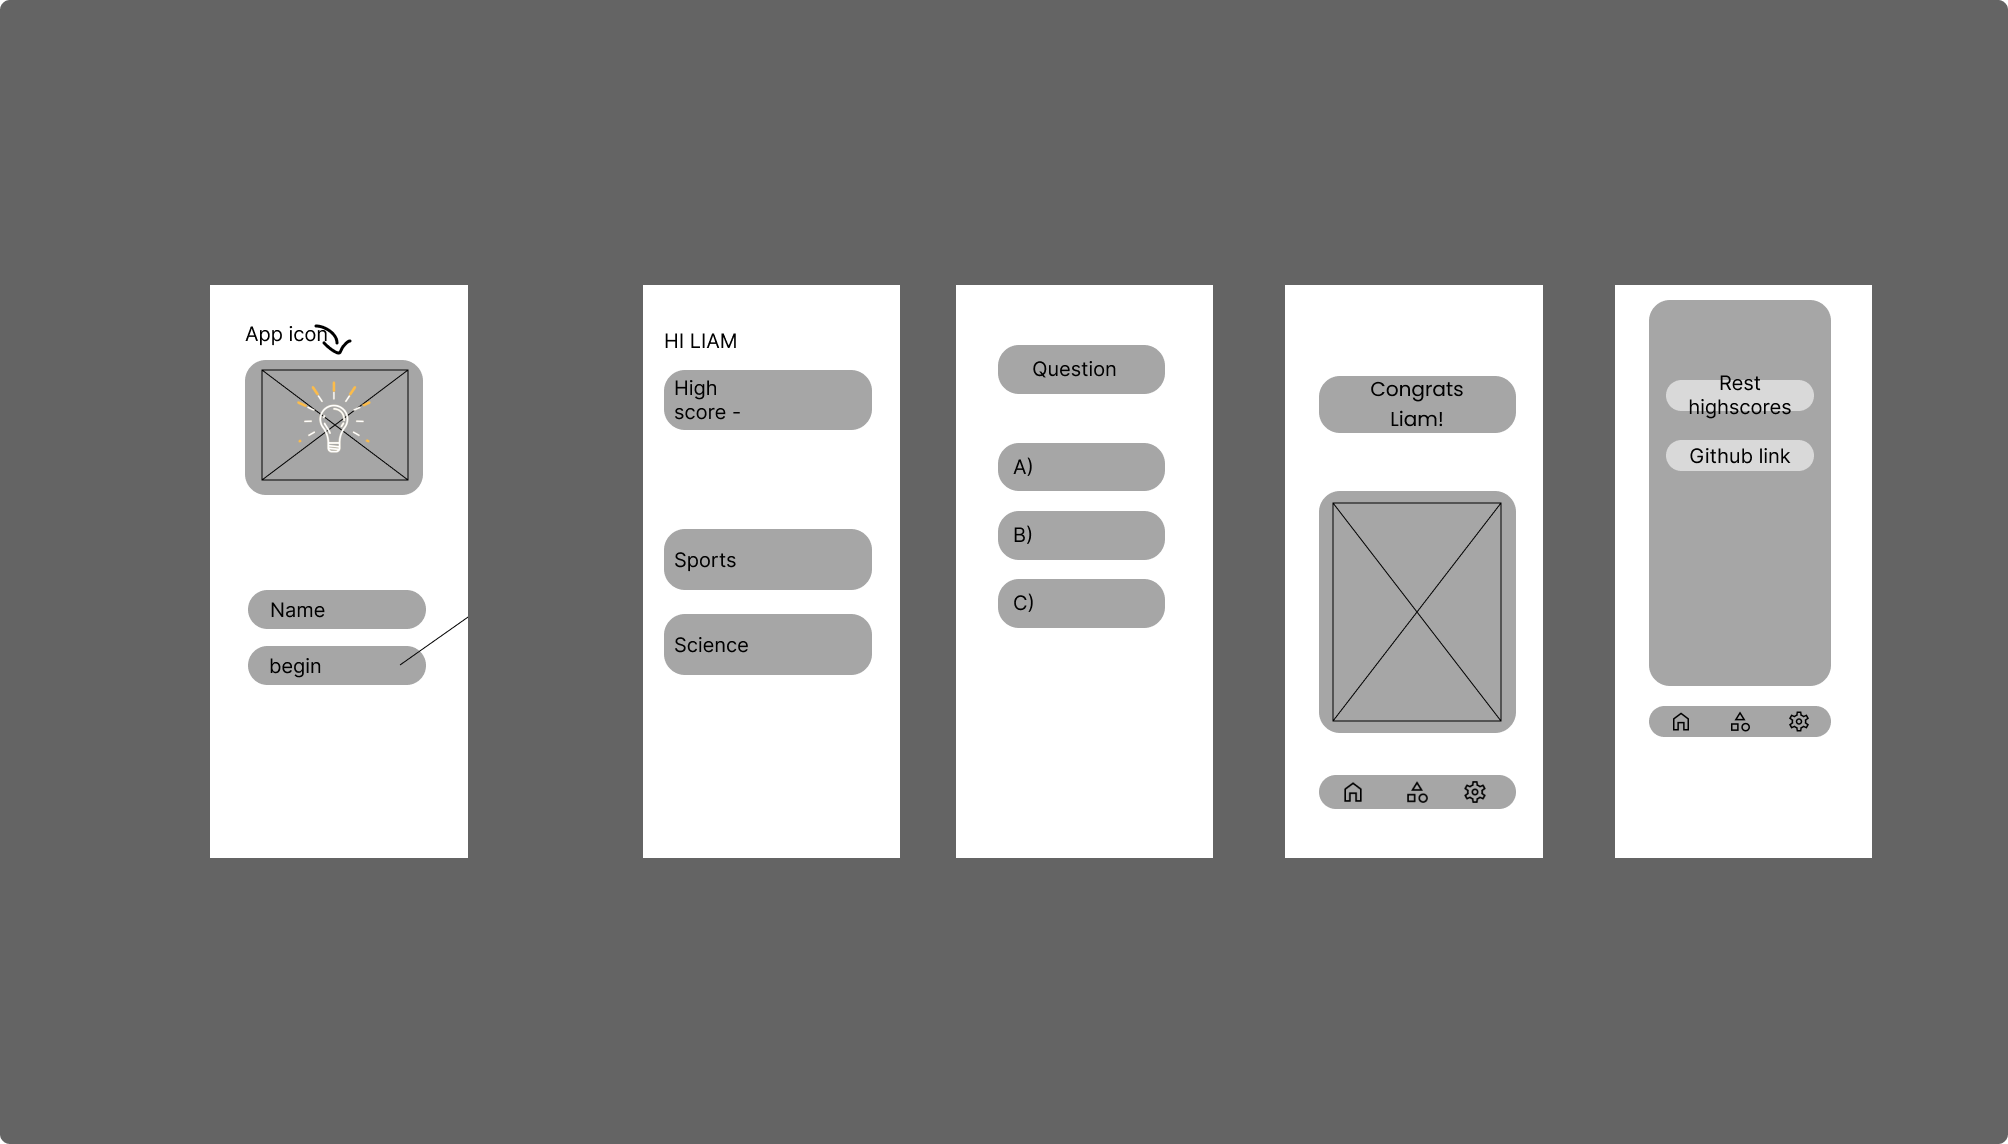 App icon
Name
begin
HI LIAM
High
score -
Sports
Science
Question
A)
B)
C)
Congrats
Liam!
Rest
highscores
Github link